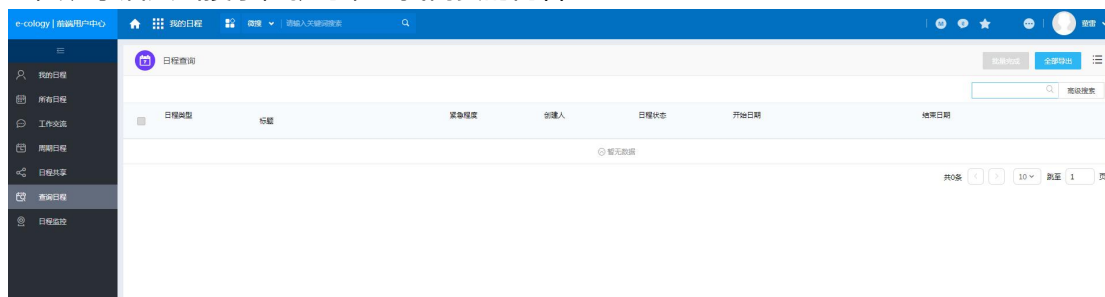 e-cology | 前端用户中心 我的日程 微搜 请输入关键词搜索
我的日程
所有日程
工作交流
周期日程
日程共享
查询日程
日程监控
日程查询 批量完成 全部导出
高级搜索
日程类型 标题 紧急程度 创建人 日程状态 开始日期 结束日期
暂无数据
共0条 10 跳至 1 页